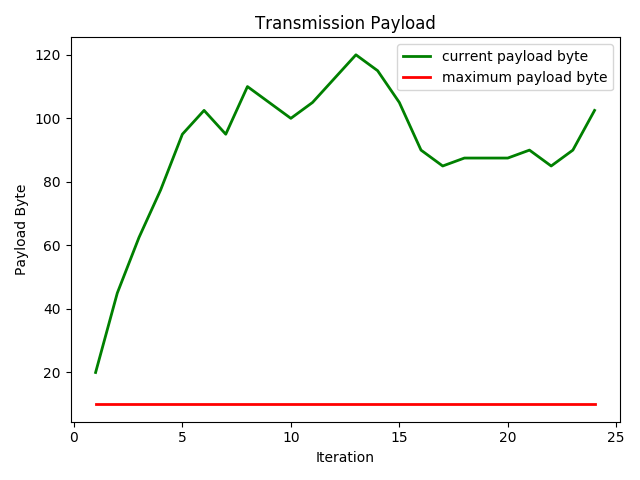 Transmission Payload
current payload byte
maximum payload byte
Payload Byte
120
100
80
60
40
20
0
5
10
15
20
25
Iteration